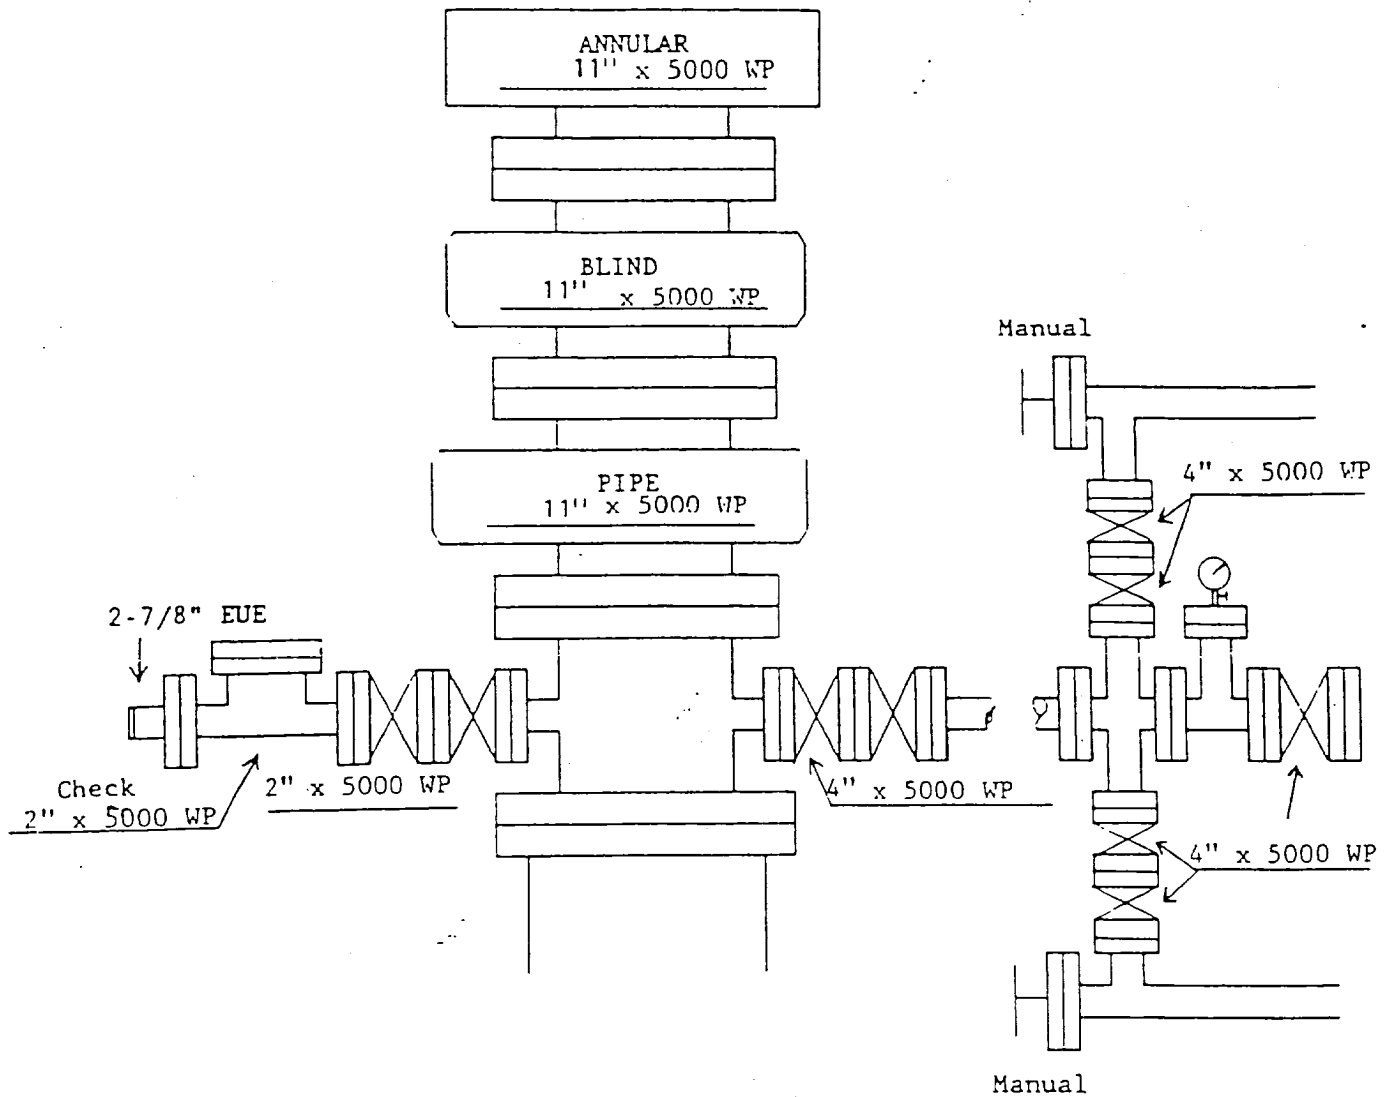 ANNULAR
11" x 5000 WP
BLIND
11" x 5000 WP
Manual
PIPE
11" x 5000 WP
4" x 5000 WP
2-7/8" EUE
Check
2" x 5000 WP
2" x 5000 WP
4" x 5000 WP
4" x 5000 WP
Manual